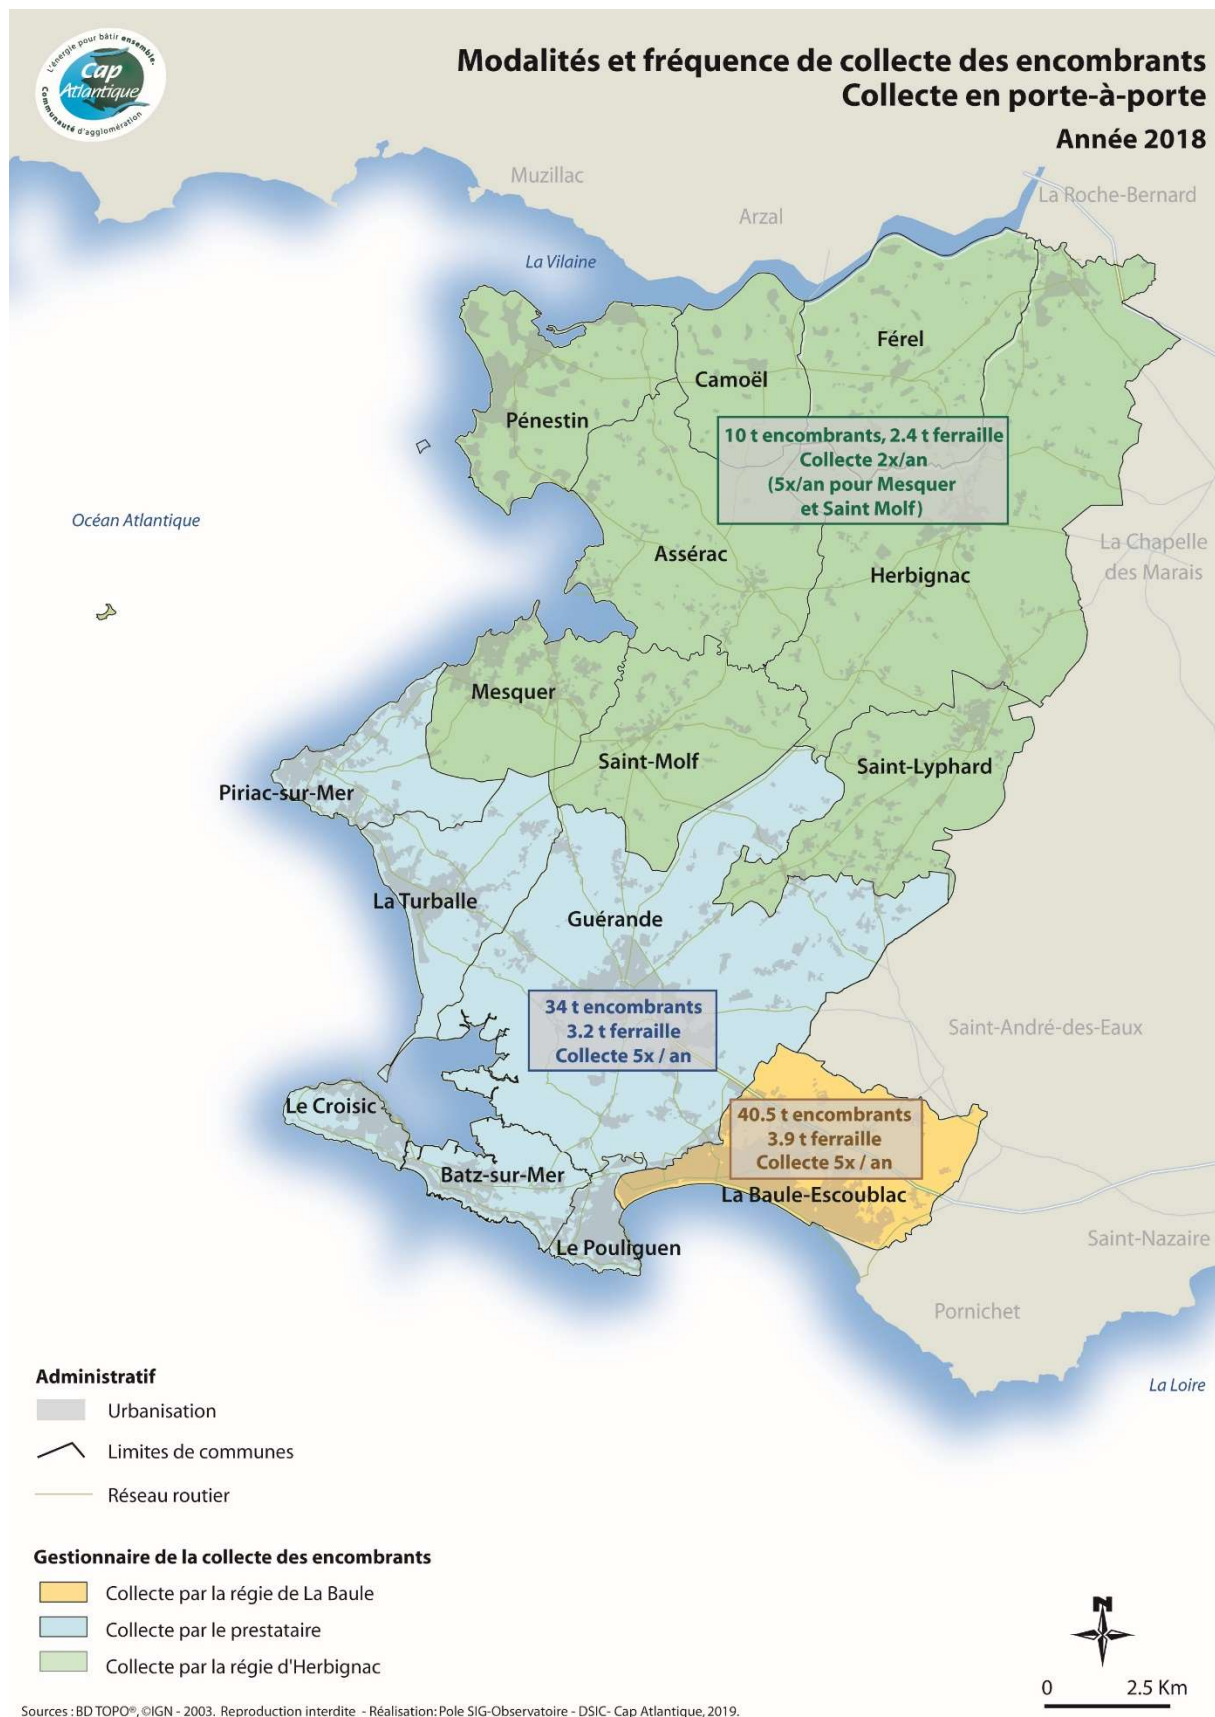 L'énergie pour bâtir ensemble.
Cap
Atlantique
Communauté d'agglomération
Modalités et fréquence de collecte des encombrants
Collecte en porte-à-porte
Année 2018
Muzillac
La Roche-Bernard
Arzal
La Vilaine
Férel
Camoël
Pénestin
10 t encombrants, 2.4 t ferraille
Collecte 2x/an
(5x/an pour Mesquer
et Saint Molf)
Océan Atlantique
La Chapelle
des Marais
Assérac
Herbignac
Mesquer
Saint-Molf
Saint-Lyphard
Piriac-sur-Mer
La Turballe
Guérande
34 t encombrants
3.2 t ferraille
Collecte 5x / an
Saint-André-des-Eaux
Le Croisic
40.5 t encombrants
3.9 t ferraille
Collecte 5x / an
Batz-sur-Mer
La Baule-Escoublac
Le Pouliguen
Saint-Nazaire
Pornichet
La Loire
Administratif
Urbanisation
Limites de communes
Réseau routier
Gestionnaire de la collecte des encombrants
Collecte par la régie de La Baule
Collecte par le prestataire
Collecte par la régie d'Herbignac
N
0 2.5 Km
Sources : BD TOPO®, ©IGN - 2003. Reproduction interdite - Réalisation: Pole SIG-Observatoire - DSIC- Cap Atlantique, 2019.